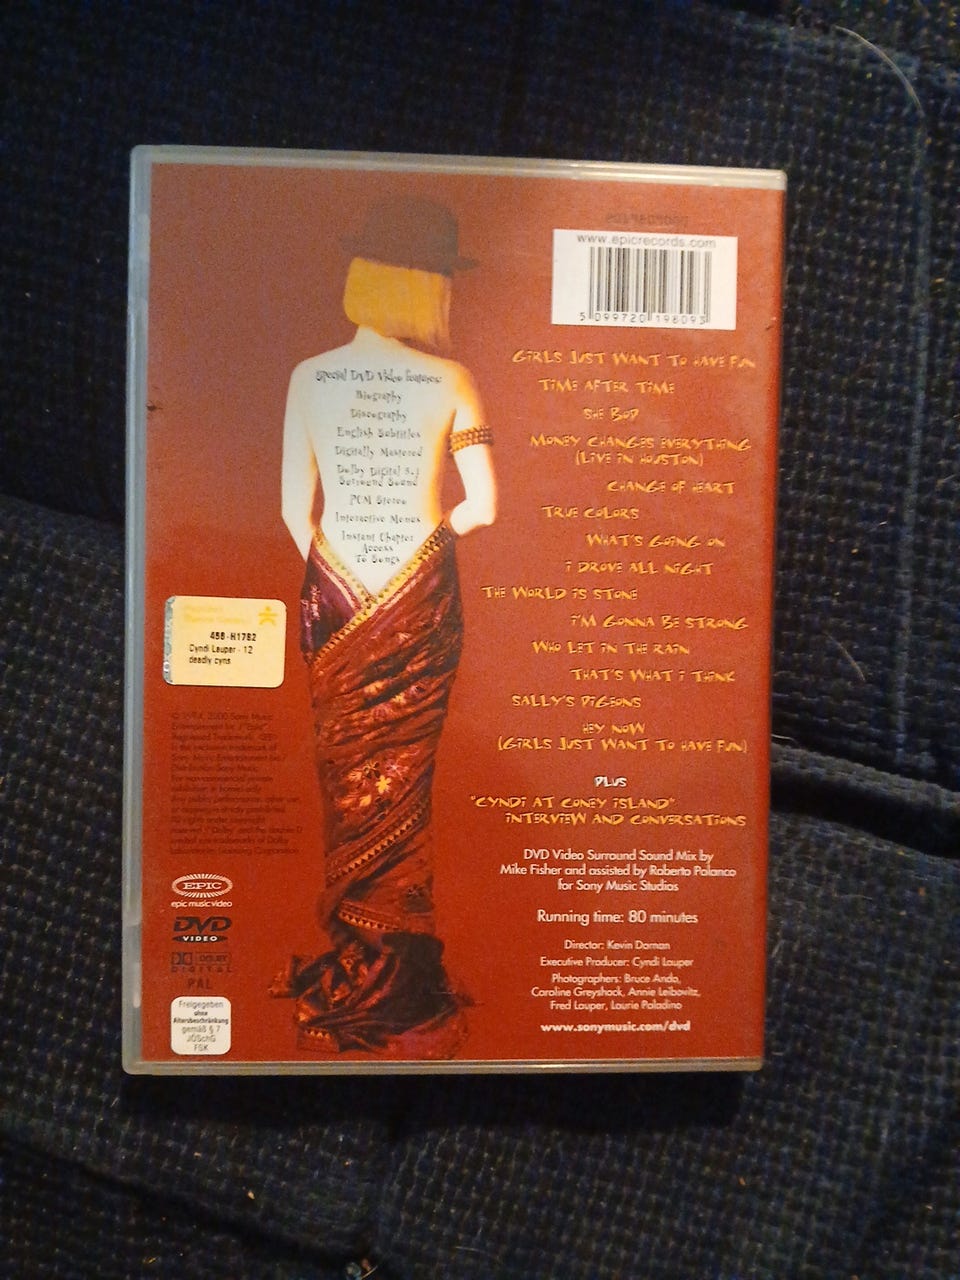 www.epicrecords.com
5 099720 198093
GIRLS JUST WANT TO HAVE FUN
TIME AFTER TIME
SHE BOP
MONEY CHANGES EVERYTHING
(LIVE IN HOUSTON)
CHANGE OF HEART
TRUE COLORS
WHAT'S GOING ON
I DROVE ALL NIGHT
THE WORLD IS STONE
I'M GONNA BE STRONG
WHO LET IN THE RAIN
THAT'S WHAT I THINK
SALLY'S PIGEONS
HEY NOW
(GIRLS JUST WANT TO HAVE FUN)
PLUS
"CYNDI AT CONEY ISLAND"
INTERVIEW AND CONVERSATIONS
DVD Video Surround Sound Mix by
Mike Fisher and assisted by Roberto Polanco
for Sony Music Studios
Running time: 80 minutes
Director: Kevin Dornan
Executive Producer: Cyndi Lauper
Photographers: Bruce Ando,
Caroline Greyshock, Annie Leibovitz,
Fred Lauper, Laurie Paladino
www.sonymusic.com/dvd
Special DVD Video features:
Biography
Discography
English Subtitles
Digitally Mastered
Dolby Digital 5.1
Surround Sound
PCM Stereo
Interactive Menus
Instant Chapter
Access
To Songs
458-H1762
Cyndi Lauper - 12
deadly cyns
EPIC
epic music video
DVD
VIDEO
DOLBY
DIGITAL
PAL
Freigegeben
ohne
Altersbeschränkung
gemäß § 7
JÖSchG
FSK